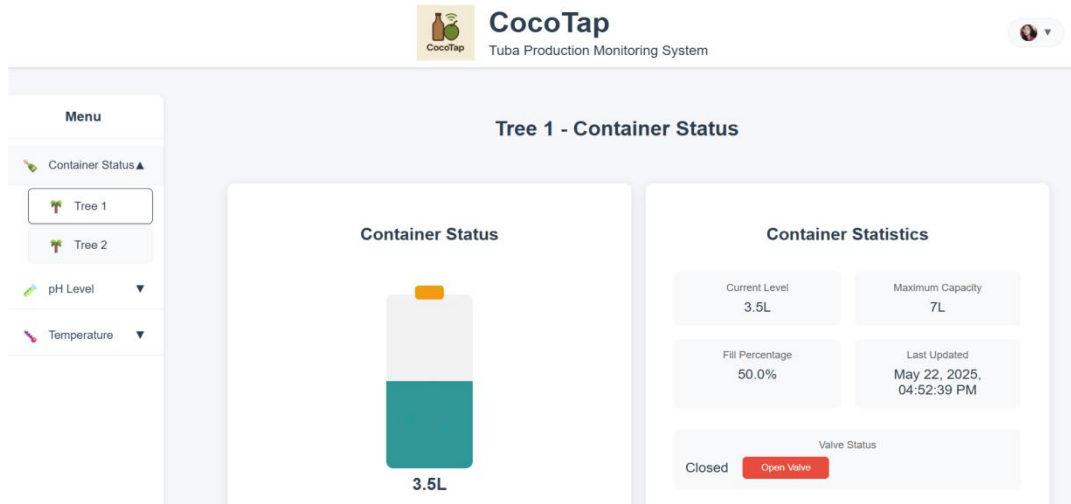 CocoTap
CocoTap
Tuba Production Monitoring System
▼
Menu
Container Status▲
Tree 1
Tree 2
pH Level ▼
Temperature ▼
Tree 1 - Container Status
Container Status
3.5L
Container Statistics
Current Level
3.5L
Maximum Capacity
7L
Fill Percentage
50.0%
Last Updated
May 22, 2025,
04:52:39 PM
Valve Status
Closed Open Valve